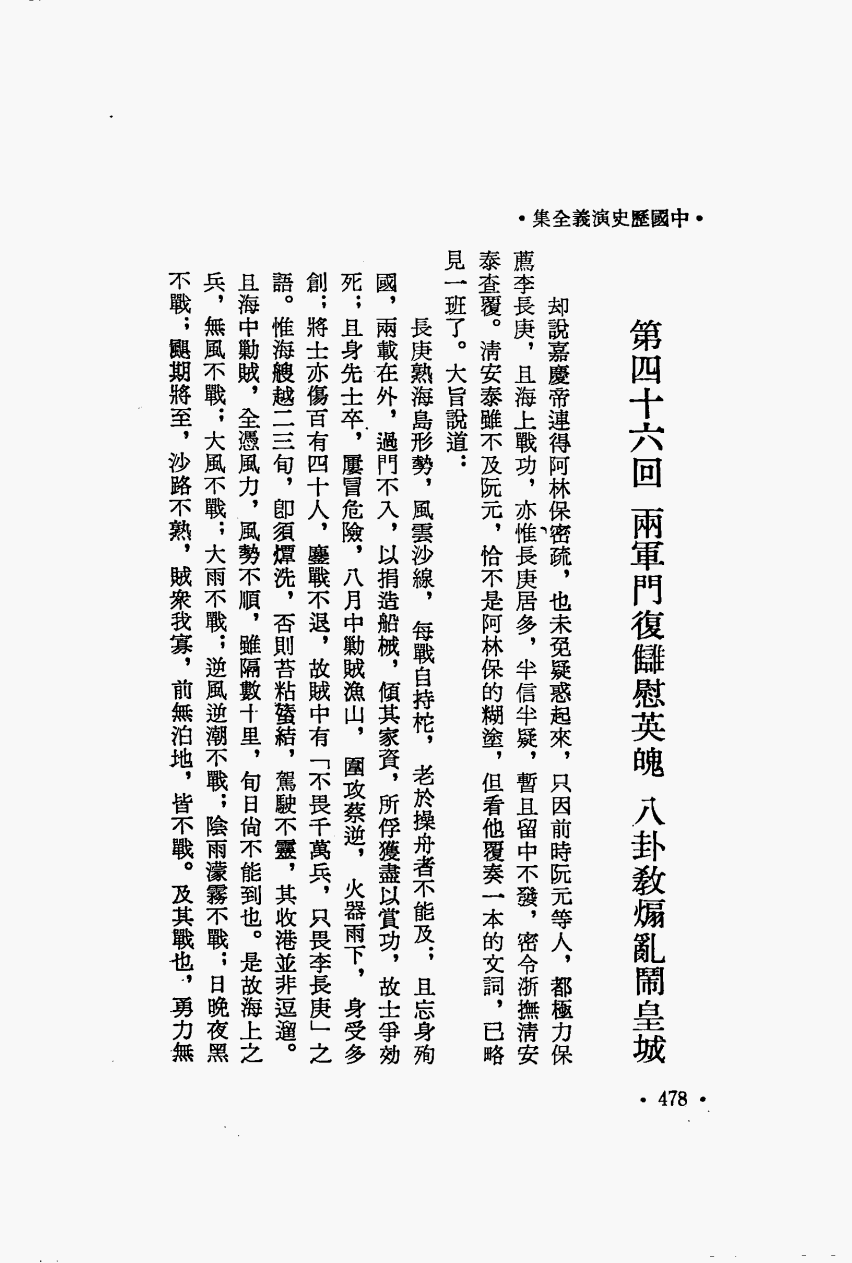 •中國歷史演義全集•
第四十六回 兩軍門復讎慰英魄 八卦教煽亂鬧皇城
却說嘉慶帝連得阿林保密疏，也未免疑惑起來，只因前時阮元等人，都極力保
薦李長庚，且海上戰功，亦惟長庚居多，半信半疑，暫且留中不發，密令浙撫清安
泰查覆。清安泰雖不及阮元，恰不是阿林保的糊塗，但看他覆奏一本的文詞，已略
見一班了。大旨說道：
長庚熟海島形勢，風雲沙線，每戰自持柁，老於操舟者不能及；且忘身殉
國，兩載在外，過門不入，以捐造船械，傾其家資，所俘獲盡以賞功，故士爭効
死；且身先士卒，屢冒危險，八月中勦賊漁山，圍攻蔡逆，火器雨下，身受多
創；將士亦傷百有四十人，鏖戰不退，故賊中有「不畏千萬兵，只畏李長庚」之
語。惟海艘越二三旬，卽須燂洗，否則苔粘螯結，駕駛不靈，其收港並非逗遛。
且海中勦賊，全憑風力，風勢不順，雖隔數十里，旬日尙不能到也。是故海上之
兵，無風不戰；大風不戰；大雨不戰；逆風逆潮不戰；陰雨濛霧不戰；日晚夜黑
不戰；颶期將至，沙路不熟，賊衆我寡，前無泊地，皆不戰。及其戰也，勇力無
•478•